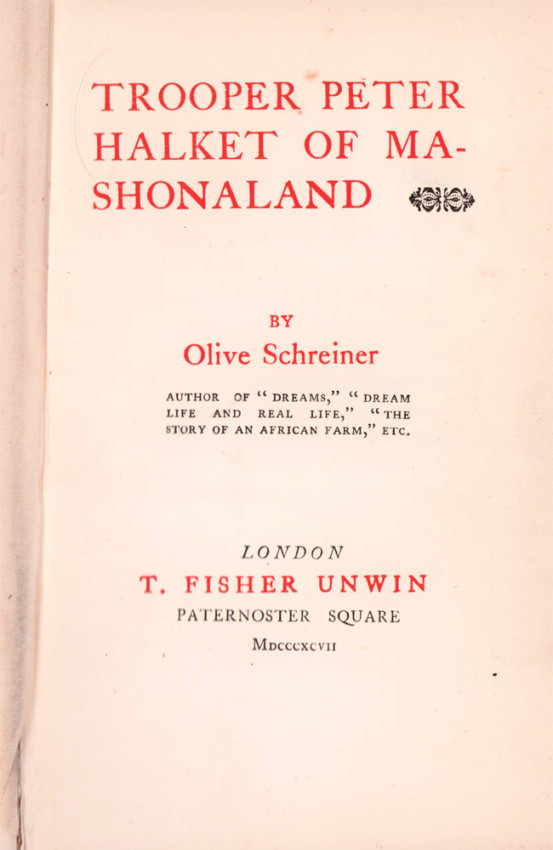 TROOPER PETER
HALKET OF MA-
SHONALAND
BY
Olive Schreiner
AUTHOR OF “ DREAMS,” “ DREAM
LIFE AND REAL LIFE,” “ THE
STORY OF AN AFRICAN FARM,” ETC.
LONDON
T. FISHER UNWIN
PATERNOSTER SQUARE
MDCCCXCVII